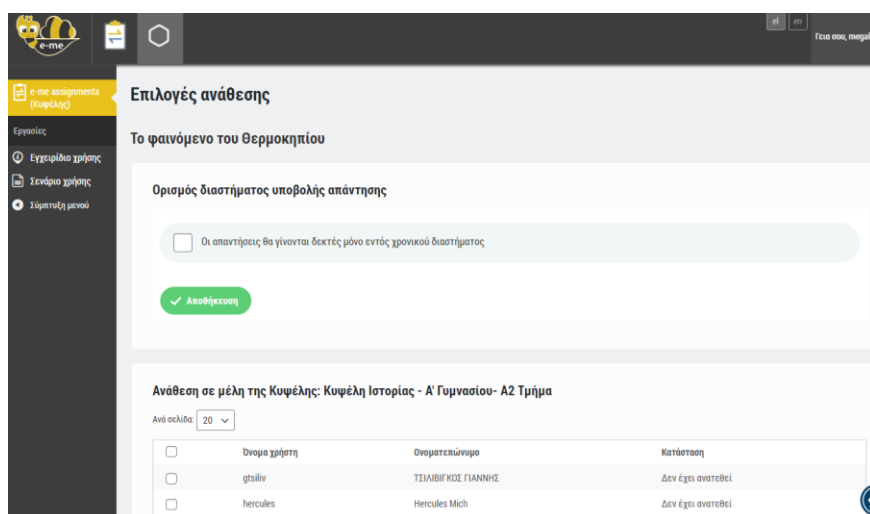 e-me
el en
Γεια σου, megal
e-me assignments
(Κυψέλης)
Εργασίες
Εγχειρίδιο χρήσης
Σενάριο χρήσης
Σύμπτυξη μενού
Επιλογές ανάθεσης
Το φαινόμενο του Θερμοκηπίου
Ορισμός διαστήματος υποβολής απάντησης
Οι απαντήσεις θα γίνονται δεκτές μόνο εντός χρονικού διαστήματος
Αποθήκευση
Ανάθεση σε μέλη της Κυψέλης: Κυψέλη Ιστορίας - Α' Γυμνασίου- Α2 Τμήμα
Ανά σελίδα: 20
Όνομα χρήστη Ονοματεπώνυμο Κατάσταση
gtsiliv ΤΣΙΛΙΒΙΓΚΟΣ ΓΙΑΝΝΗΣ Δεν έχει ανατεθεί
hercules Hercules Mich Δεν έχει ανατεθεί